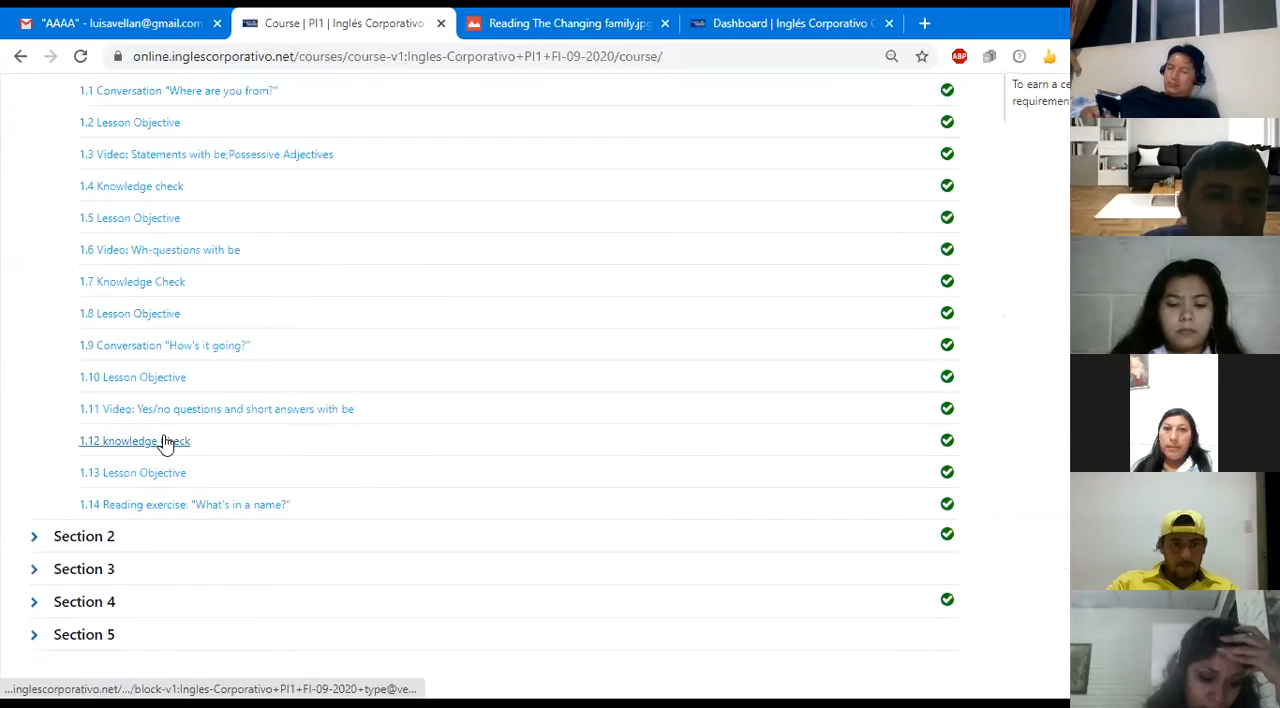 "AAAA" - luisavellan@gmail.com
Course | PI1 | Inglés Corporativo
Reading The Changing family.jpg
Dashboard | Inglés Corporativo O
online.inglescorporativo.net/courses/course-v1:Ingles-Corporativo+PI1+FI-09-2020/course/
ABP
1.1 Conversation "Where are you from?"
1.2 Lesson Objective
1.3 Video: Statements with be;Possessive Adjectives
1.4 Knowledge check
1.5 Lesson Objective
1.6 Video: Wh-questions with be
1.7 Knowledge Check
1.8 Lesson Objective
1.9 Conversation "How's it going?"
1.10 Lesson Objective
1.11 Video: Yes/no questions and short answers with be
1.12 knowledge check
1.13 Lesson Objective
1.14 Reading exercise: "What's in a name?"
Section 2
Section 3
Section 4
Section 5
To earn a ce
requiremen
...inglescorporativo.net/.../block-v1:Ingles-Corporativo+PI1+FI-09-2020+type@ve...